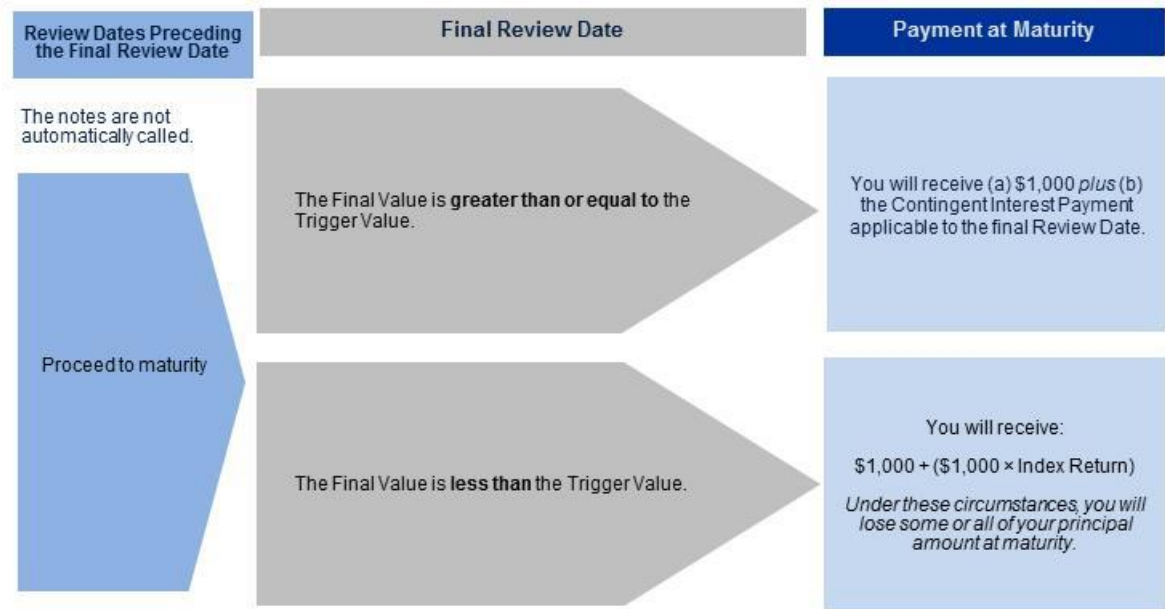 Review Dates Preceding
the Final Review Date
Final Review Date
Payment at Maturity
The notes are not
automatically called.
Proceed to maturity
The Final Value is greater than or equal to the
Trigger Value.
You will receive (a) $1,000 plus (b)
the Contingent Interest Payment
applicable to the final Review Date.
The Final Value is less than the Trigger Value.
You will receive:
$1,000 + ($1,000 × Index Return)
Under these circumstances, you will
lose some or all of your principal
amount at maturity.